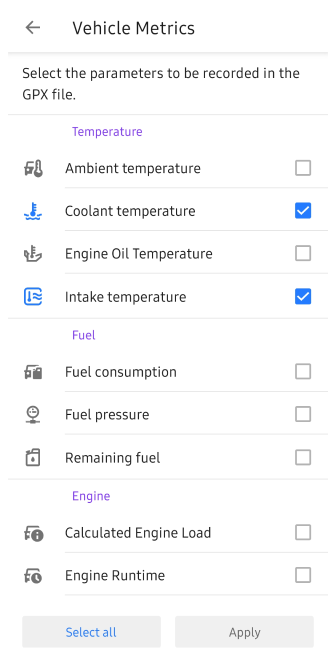 Vehicle Metrics
Select the parameters to be recorded in the
GPX file.
Temperature
Ambient temperature
Coolant temperature
Engine Oil Temperature
Intake temperature
Fuel
Fuel consumption
Fuel pressure
Remaining fuel
Engine
Calculated Engine Load
Engine Runtime
Select all
Apply